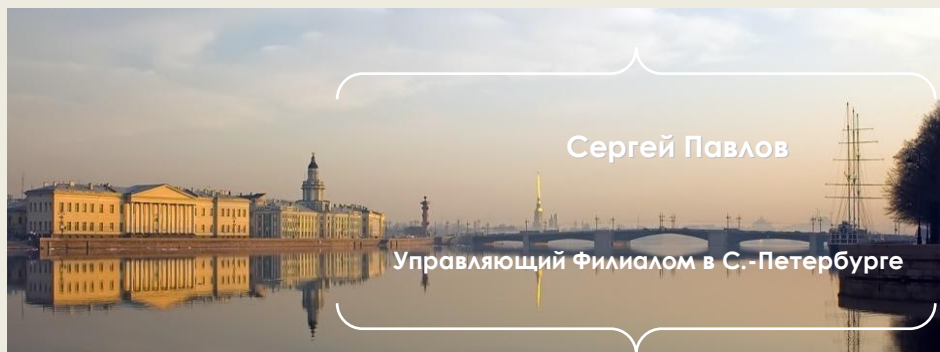 Сергей Павлов
Управляющий Филиалом в С.-Петербурге